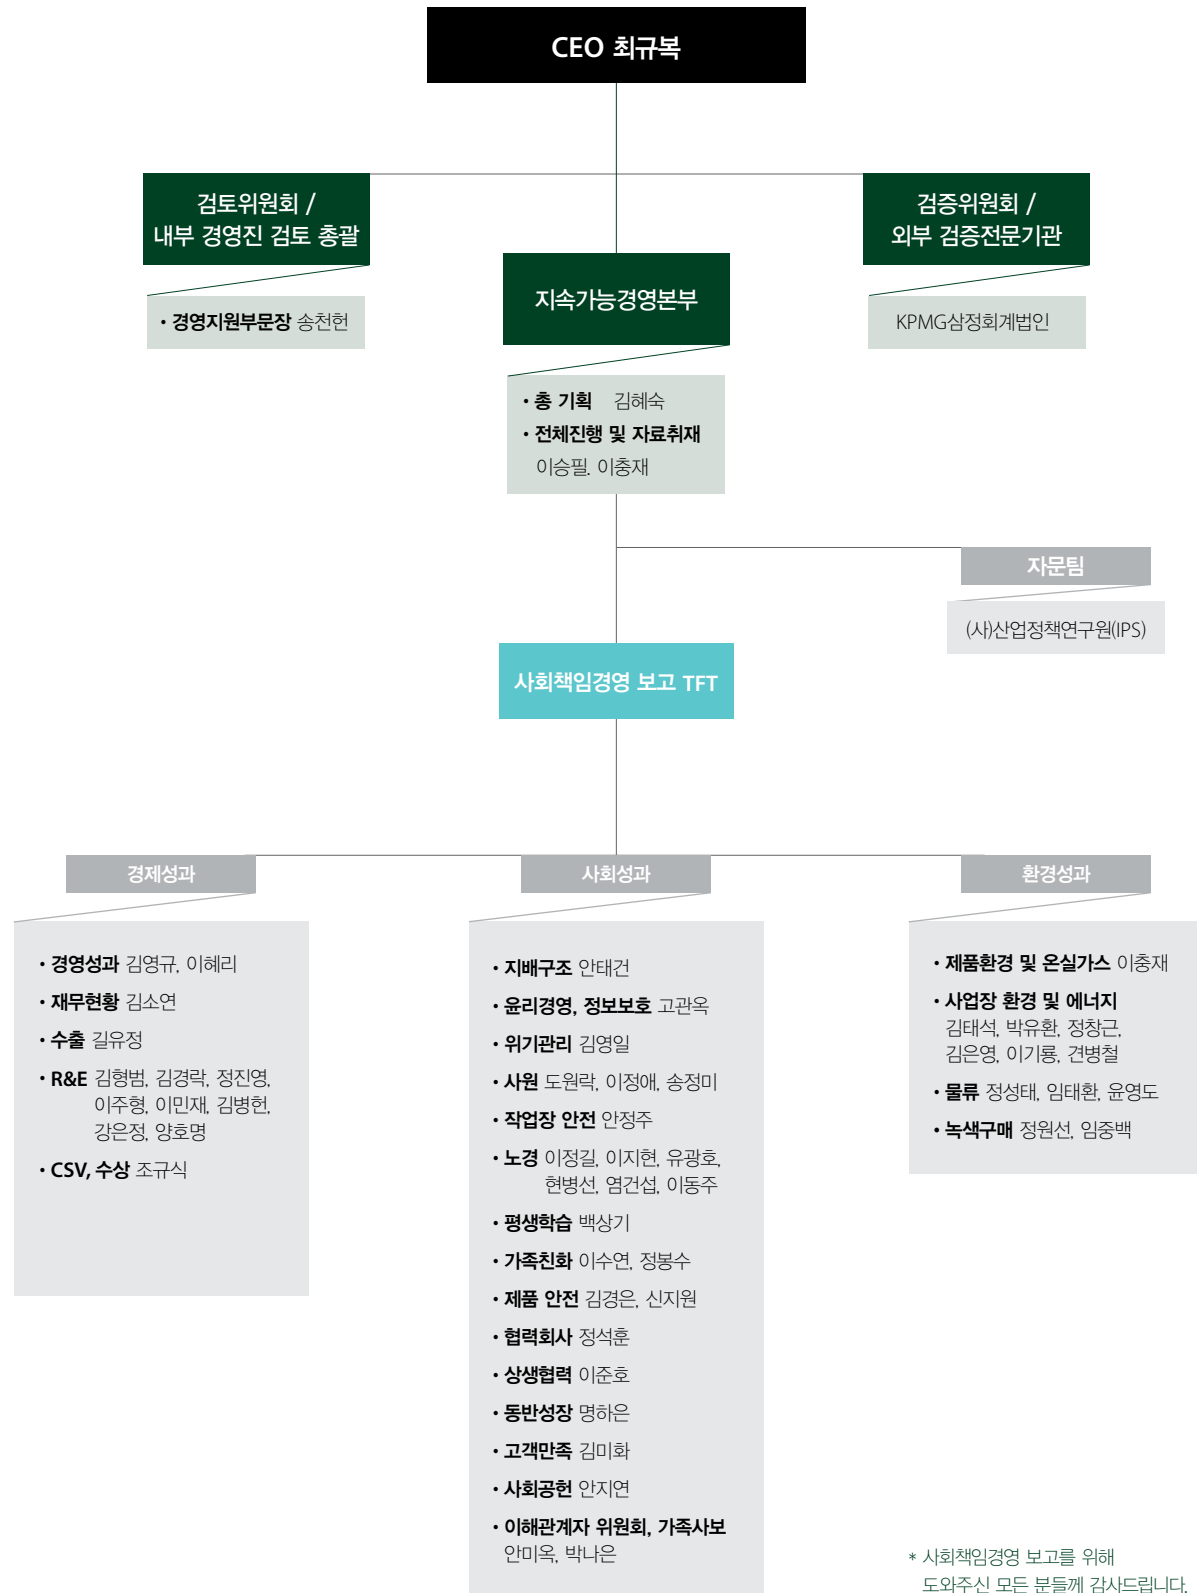 CEO 최규복
검토위원회 /
내부 경영진 검토 총괄
• 경영지원부문장 송천헌
검증위원회 /
외부 검증전문기관
KPMG삼정회계법인
지속가능경영본부
• 총 기획 김혜숙
• 전체진행 및 자료취재
이승필, 이충재
자문팀
(사)산업정책연구원(IPS)
사회책임경영 보고 TFT
경제성과
• 경영성과 김영규, 이혜리
• 재무현황 김소연
• 수출 길유정
• R&E 김형범, 김경락, 정진영,
이주형, 이민재, 김병헌,
강은정, 양호명
• CSV, 수상 조규식
사회성과
• 지배구조 안태건
• 윤리경영, 정보보호 고관옥
• 위기관리 김영일
• 사원 도원락, 이정애, 송정미
• 작업장 안전 안정주
• 노경 이정길, 이지현, 유광호,
현병선, 염건섭, 이동주
• 평생학습 백상기
• 가족친화 이수연, 정봉수
• 제품 안전 김경은, 신지원
• 협력회사 정석훈
• 상생협력 이준호
• 동반성장 명하은
• 고객만족 김미화
• 사회공헌 안지연
• 이해관계자 위원회, 가족사보
안미옥, 박나은
환경성과
• 제품환경 및 온실가스 이충재
• 사업장 환경 및 에너지
김태석, 박유환, 정창근,
김은영, 이기룡, 견병철
• 물류 정성태, 임태환, 윤영도
• 녹색구매 정원선, 임중백
* 사회책임경영 보고를 위해
도와주신 모든 분들께 감사드립니다.